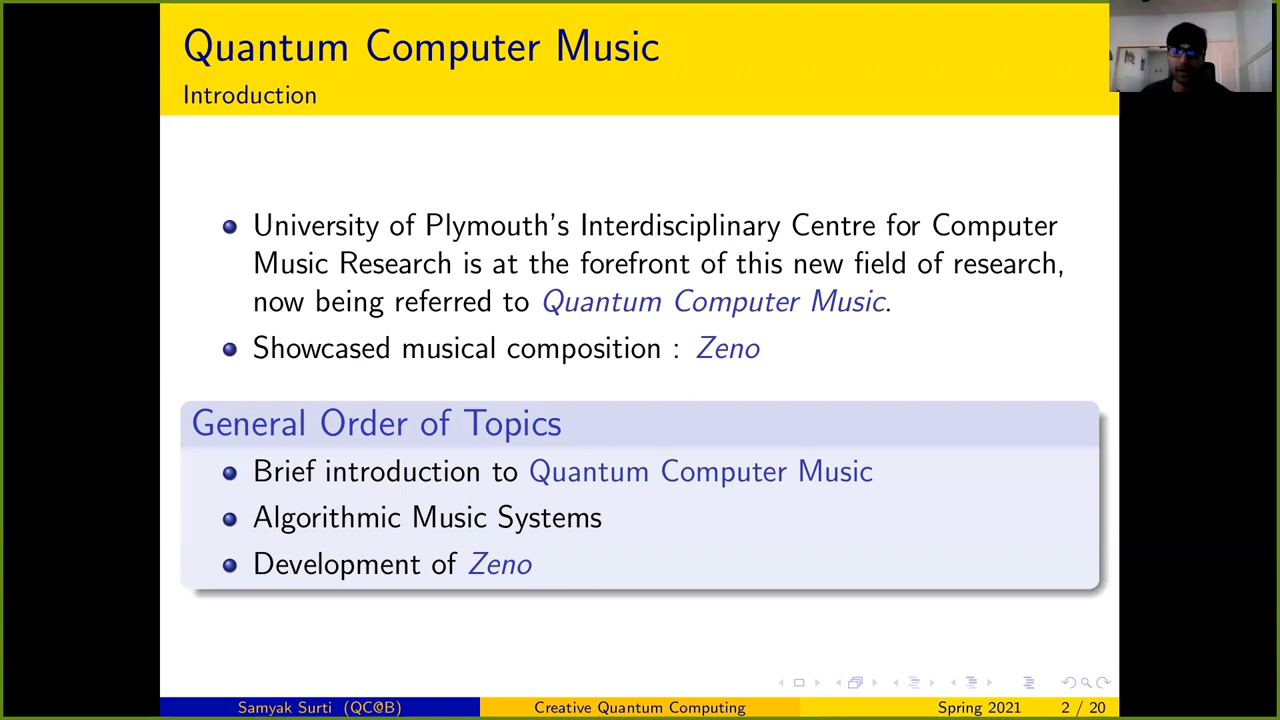 Quantum Computer Music
Introduction
University of Plymouth's Interdisciplinary Centre for Computer
Music Research is at the forefront of this new field of research,
now being referred to Quantum Computer Music.
Showcased musical composition : Zeno
General Order of Topics
Brief introduction to Quantum Computer Music
Algorithmic Music Systems
Development of Zeno
Samyak Surti (QC@B) Creative Quantum Computing Spring 2021 2 / 20